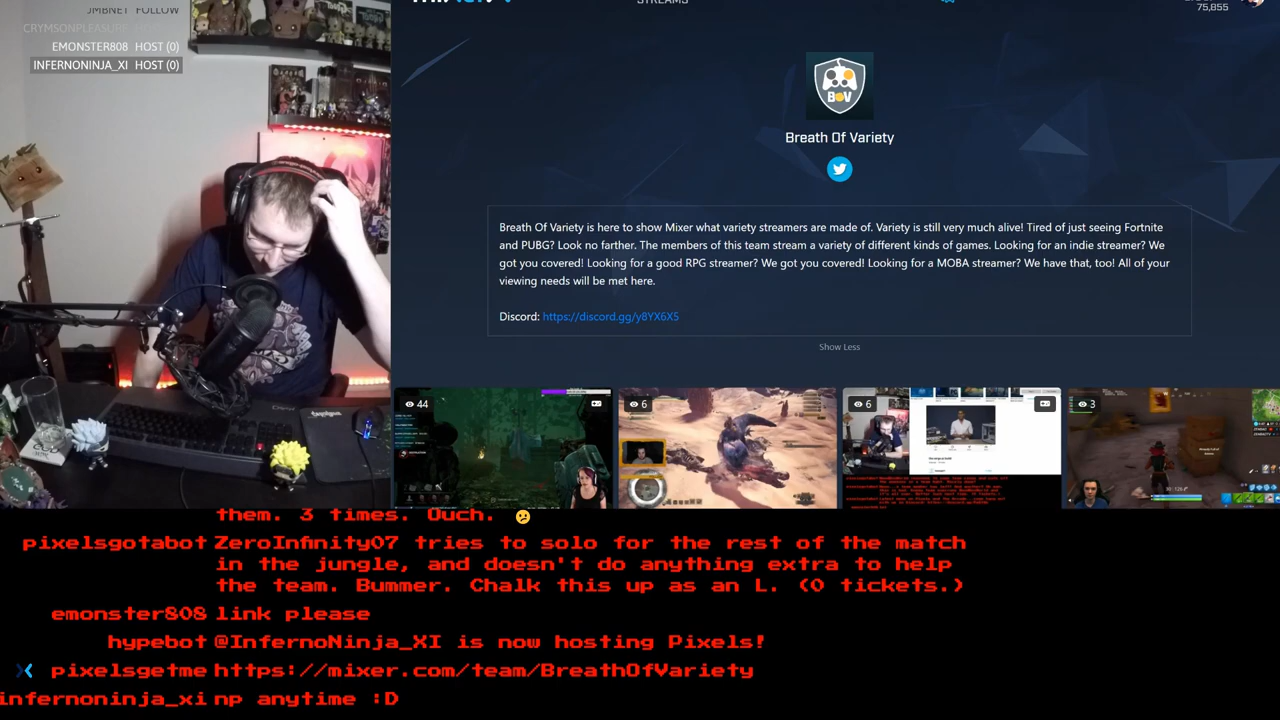 JMBNET FOLLOW
CRYMSONPLEASURE
EMONSTER808 HOST (0)
INFERNONINJA_XI HOST (0)
STREAMS
75,855
BOV
Breath Of Variety
Breath Of Variety is here to show Mixer what variety streamers are made of. Variety is still very much alive! Tired of just seeing Fortnite
and PUBG? Look no farther. The members of this team stream a variety of different kinds of games. Looking for an indie streamer? We
got you covered! Looking for a good RPG streamer? We got you covered! Looking for a MOBA streamer? We have that, too! All of your
viewing needs will be met here.
Discord: https://discord.gg/y8YX6X5
Show Less
44
6
6
3
them. 3 times. Ouch.
pixelsgotabot ZeroInfinity07 tries to solo for the rest of the match
in the jungle, and doesn't do anything extra to help
the team. Bummer. Chalk this up as an L. (0 tickets.)
emonster808 link please
hypebot @InfernoNinja_XI is now hosting Pixels!
pixelsgetme https://mixer.com/team/BreathOfVariety
infernoninja_xi np anytime :D